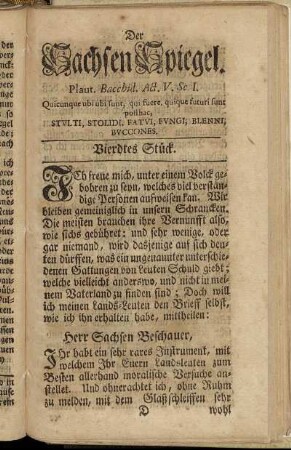 Der
Sachsen Spiegel.
Plaut. Bacchid. Act. V. Sc. I.
Quicunque ubi ubi sunt, qui fuere, quique futuri sunt
posthac,
STVLTI, STOLIDI, FATVI, FVNGI, BLENNI,
BVCCONES.
Vierdtes Stück.
ICh freue mich, unter einem Volck ge-
bohren zu seyn, welches viel verstän-
dige Personen aufweisen kan. Wir
bleiben gemeiniglich in unsern Schrancken.
Die meisten brauchen ihre Vernunfft also,
wie sichs gebühret: und sehr wenige, oder
gar niemand, wird dasjenige auf sich deu-
ten dürffen, was ein ungenannter unterschie-
denen Gattungen von Leuten Schuld giebt;
welche vielleicht anderswo, und nicht in mei-
nem Vaterland zu finden sind: Doch will
ich meinen Lands-Leuten den Brieff selbst,
wie ich ihn erhalten habe, mittheilen:
Herr Sachsen Beschauer,
IHr habt ein sehr rares Instrument, mit
welchem Ihr Euern Landsleuten zum
Besten allerhand moralische Versuche an-
stellet. Und ohnerachtet ich, ohne Ruhm
zu melden, mit dem Glaßschleiffen sehr
D wohl